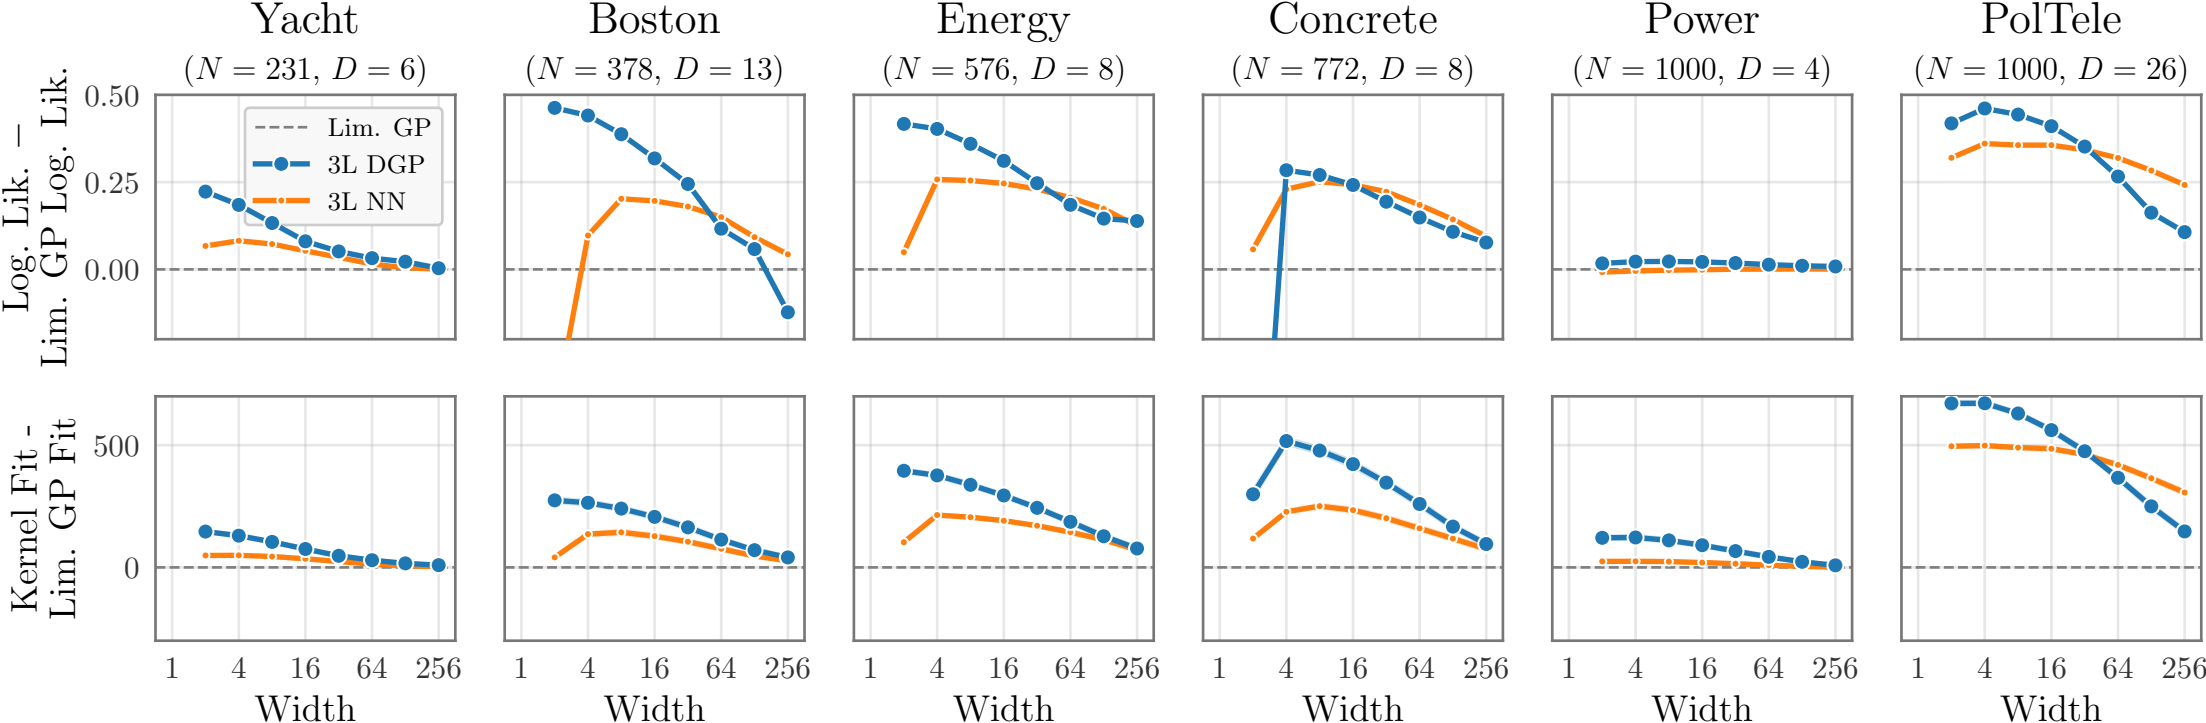 Yacht
Boston
Energy
Concrete
Power
PolTele
(N = 231, D = 6)
(N = 378, D = 13)
(N = 576, D = 8)
(N = 772, D = 8)
(N = 1000, D = 4)
(N = 1000, D = 26)
Log. Lik. −
Lim. GP Log. Lik.
0.50
0.25
0.00
Lim. GP
3L DGP
3L NN
Kernel Fit -
Lim. GP Fit
500
0
1 4 16 64 256
1 4 16 64 256
1 4 16 64 256
1 4 16 64 256
1 4 16 64 256
1 4 16 64 256
Width
Width
Width
Width
Width
Width